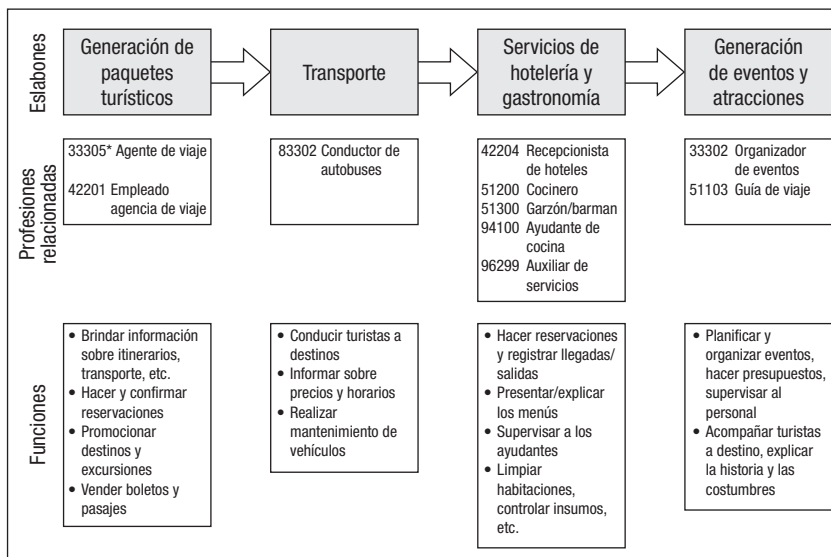 Eslabones
Generación de
paquetes
turísticos
Transporte
Servicios de
hotelería y
gastronomía
Generación
de eventos y
atracciones
Profesiones
relacionadas
33305* Agente de viaje
42201 Empleado
agencia de viaje
83302 Conductor de
autobuses
42204 Recepcionista
de hoteles
51200 Cocinero
51300 Garzón/barman
94100 Ayudante de
cocina
96299 Auxiliar de
servicios
33302 Organizador
de eventos
51103 Guía de viaje
Funciones
• Brindar información
sobre itinerarios,
transporte, etc.
• Hacer y confirmar
reservaciones
• Promocionar
destinos y
excursiones
• Vender boletos y
pasajes
• Conducir turistas a
destinos
• Informar sobre
precios y horarios
• Realizar
mantenimiento de
vehículos
• Hacer reservaciones
y registrar llegadas/
salidas
• Presentar/explicar
los menús
• Supervisar a los
ayudantes
• Limpiar
habitaciones,
controlar insumos,
etc.
• Planificar y
organizar eventos,
hacer presupuestos,
supervisar al
personal
• Acompañar turistas
a destino, explicar
la historia y las
costumbres